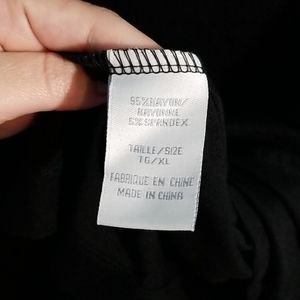 95%RAYON/
RAYONNE
5%SPANDEX
TAILLE/SIZE
TG/XL
FABRIQUE EN CHINE
MADE IN CHINA